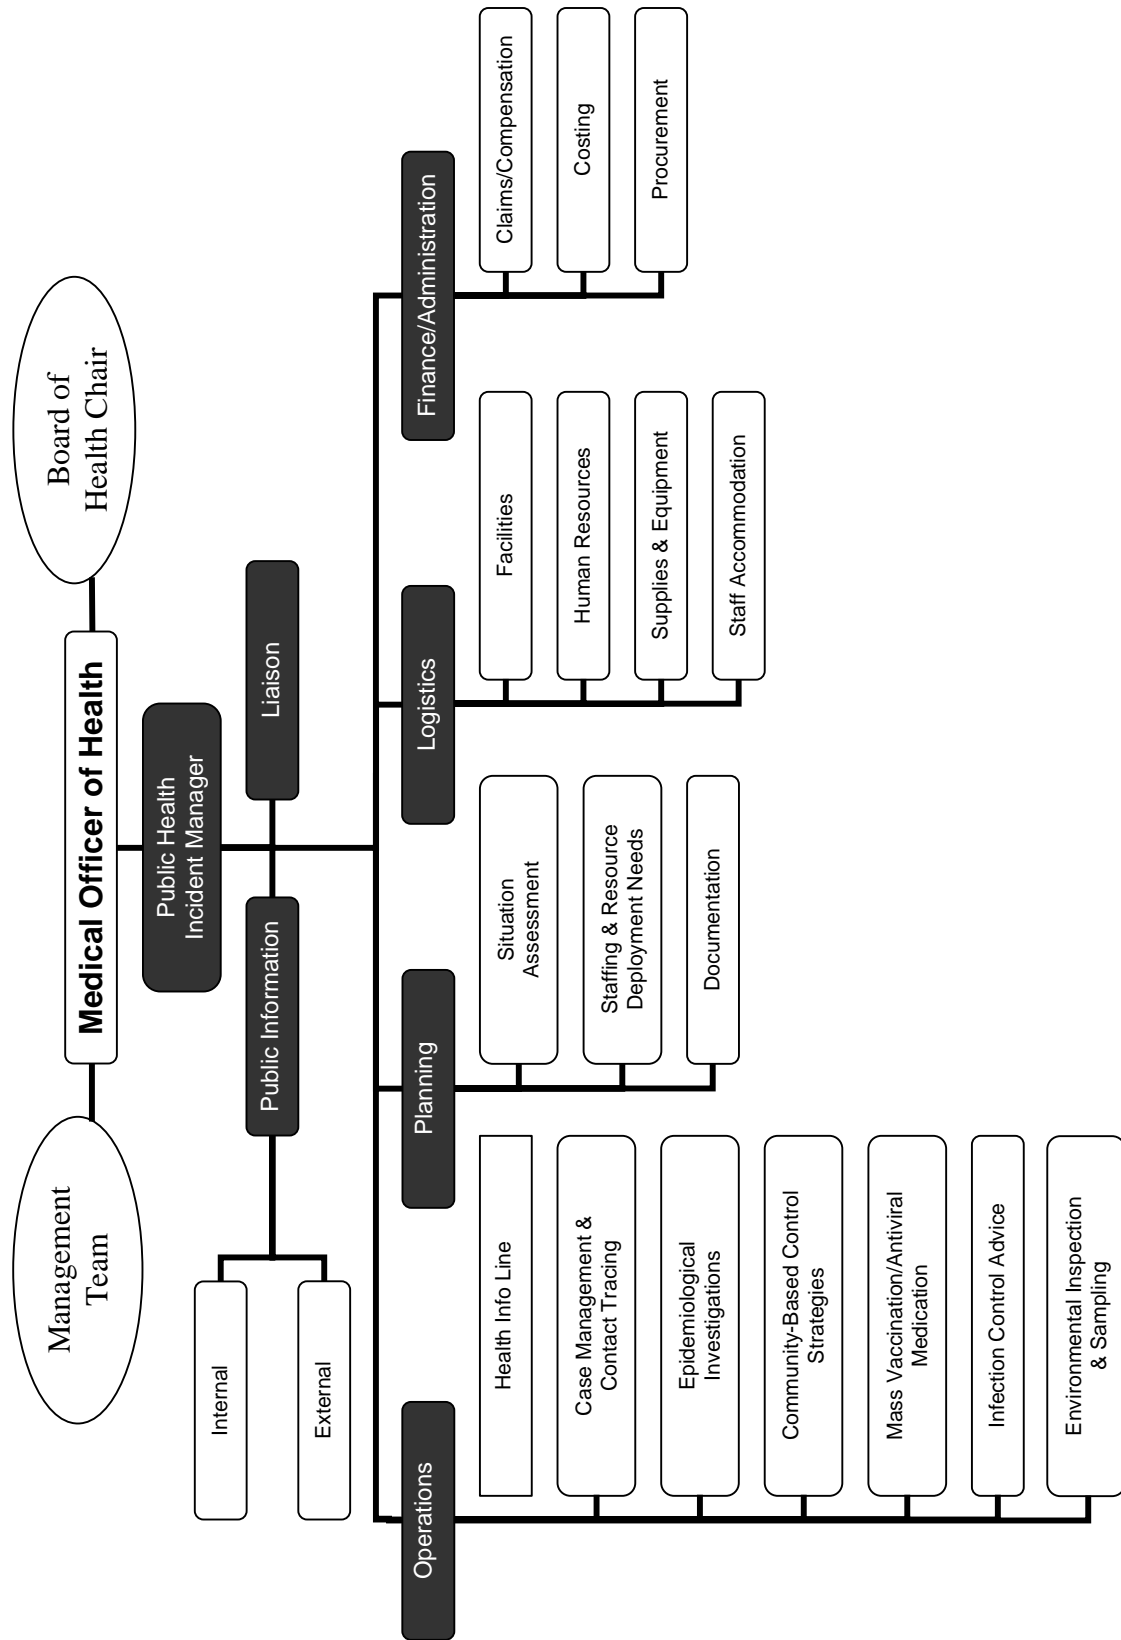 Management
Team
Medical Officer of Health
Board of
Health Chair
Public Health
Incident Manager
Public Information
Liaison
Internal
External
Operations
Planning
Logistics
Finance/Administration
Health Info Line
Case Management &
Contact Tracing
Epidemiological
Investigations
Community-Based Control
Strategies
Mass Vaccination/Antiviral
Medication
Infection Control Advice
Environmental Inspection
& Sampling
Situation
Assessment
Staffing & Resource
Deployment Needs
Documentation
Facilities
Human Resources
Supplies & Equipment
Staff Accommodation
Claims/Compensation
Costing
Procurement